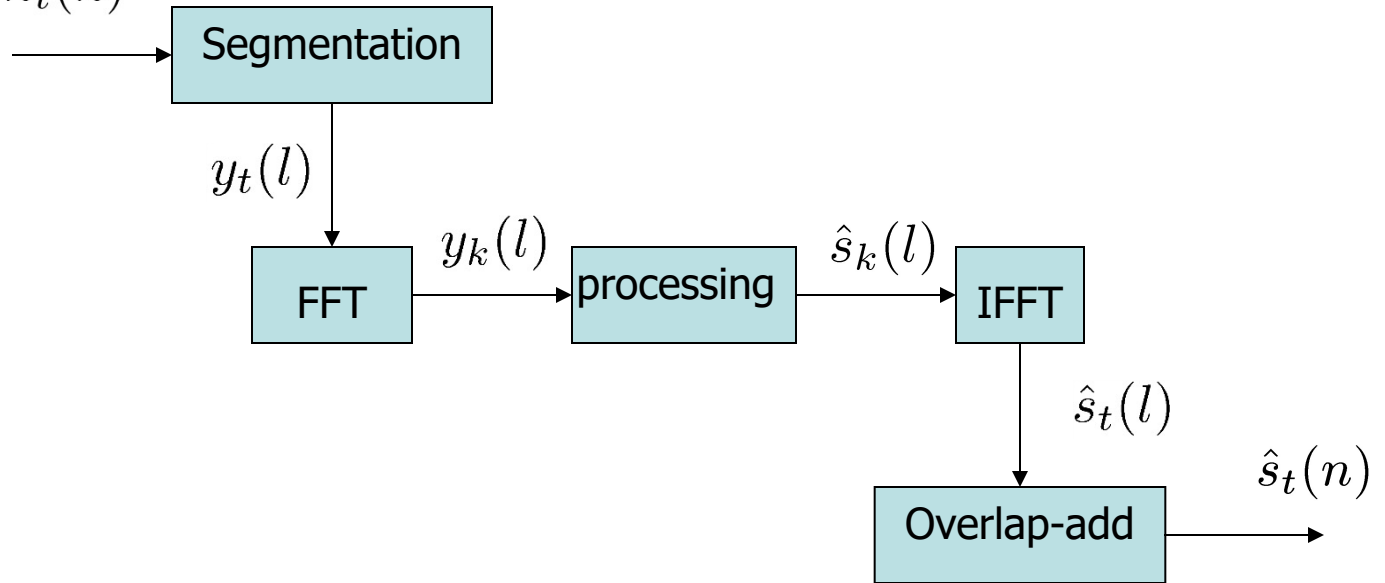 Segmentation
y_t(l)
FFT
y_k(l)
processing
ŝ_k(l)
IFFT
ŝ_t(l)
Overlap-add
ŝ_t(n)